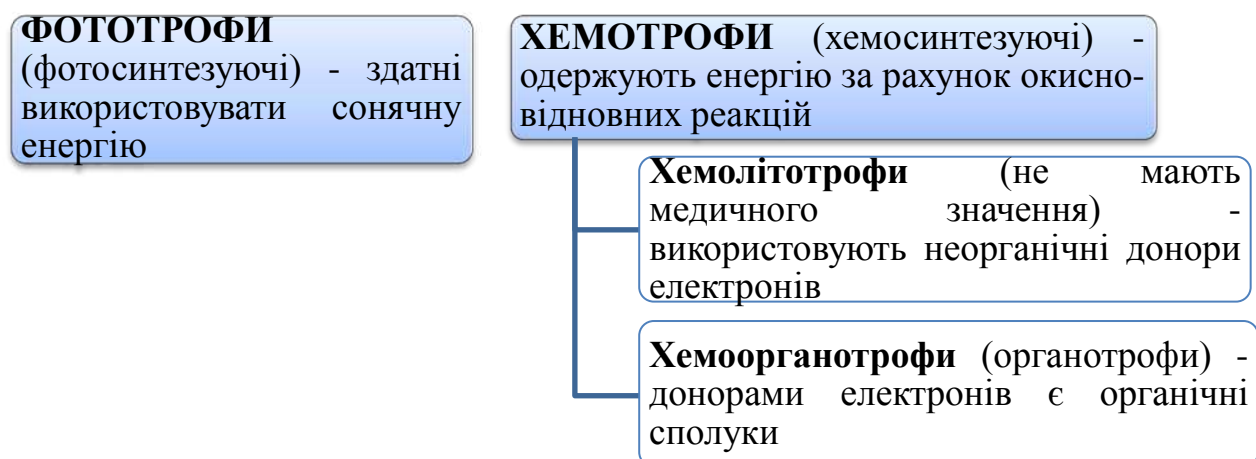 ФОТОТРОФИ
(фотосинтезуючі) - здатні
використовувати сонячну
енергію
ХЕМОТРОФИ (хемосинтезуючі) -
одержують енергію за рахунок окисно-
відновних реакцій
Хемолітотрофи (не мають
медичного значення) -
використовують неорганічні донори
електронів
Хемоорганотрофи (органотрофи) -
донорами електронів є органічні
сполуки